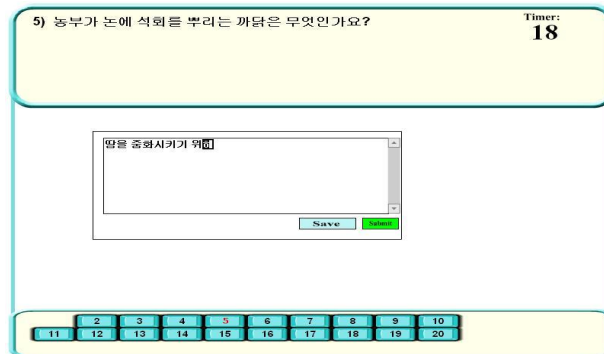 5) 농부가 논에 석회를 뿌리는 까닭은 무엇인가요?
Timer:
18
땅을 중화시키기 위히
Save
Submit
2 3 4 5 6 7 8 9 10
11 12 13 14 15 16 17 18 19 20